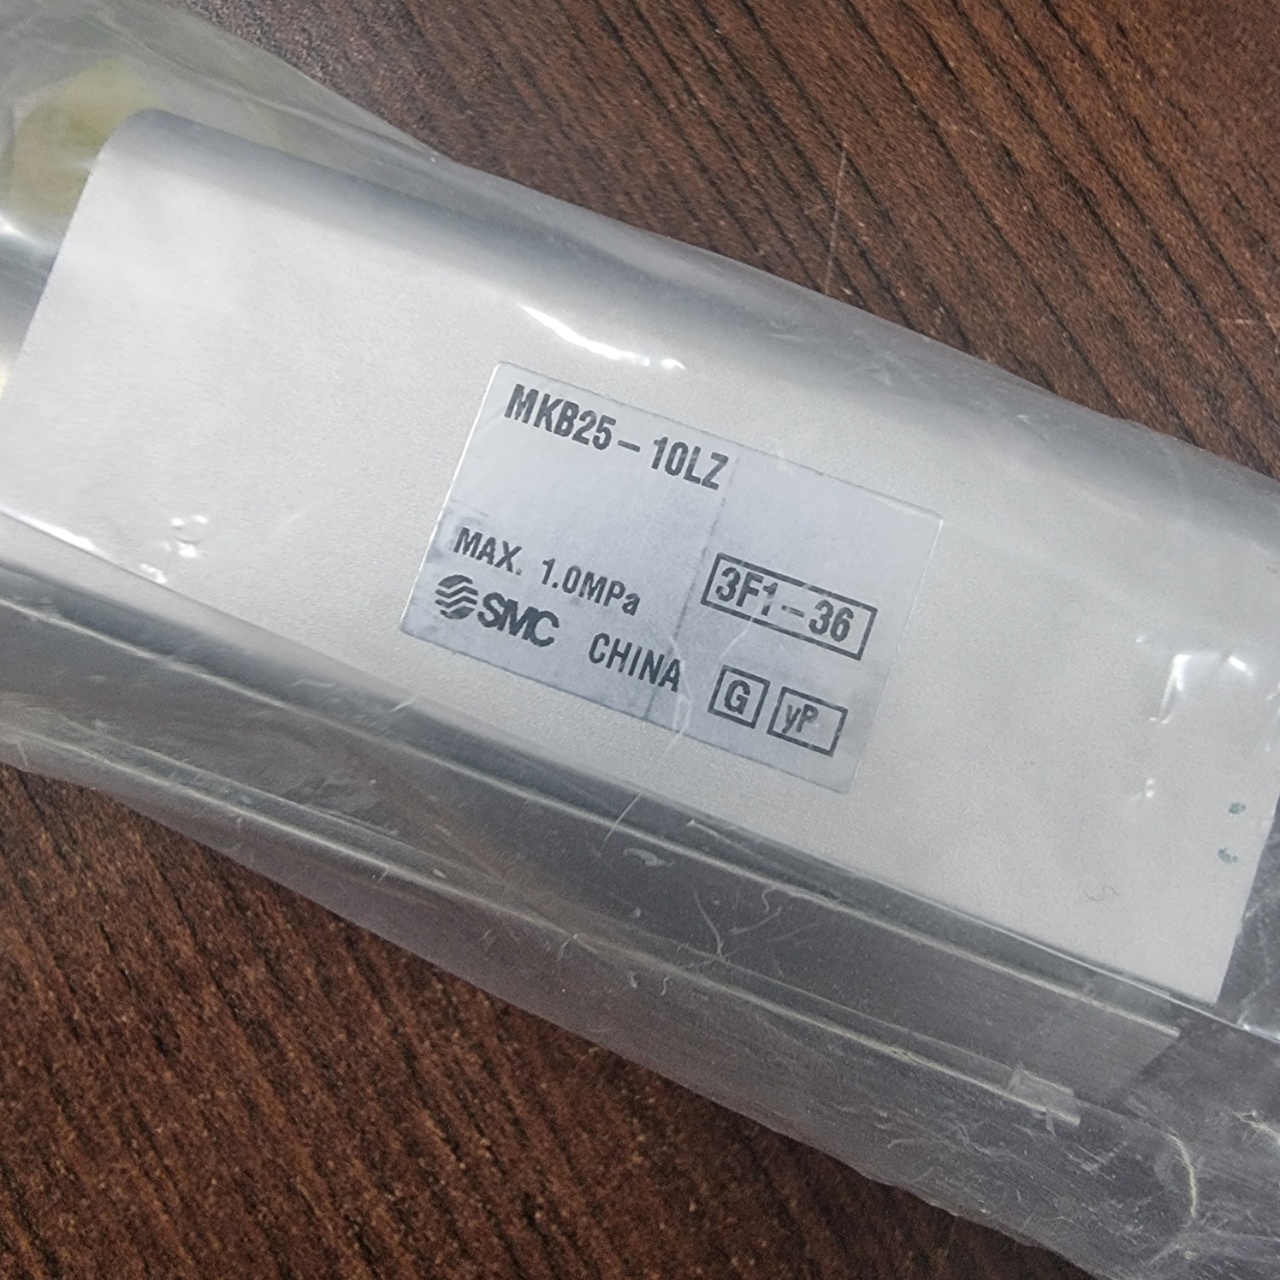 MKB25-10LZ
MAX. 1.0MPa
3F1-36
SMC CHINA
G yP